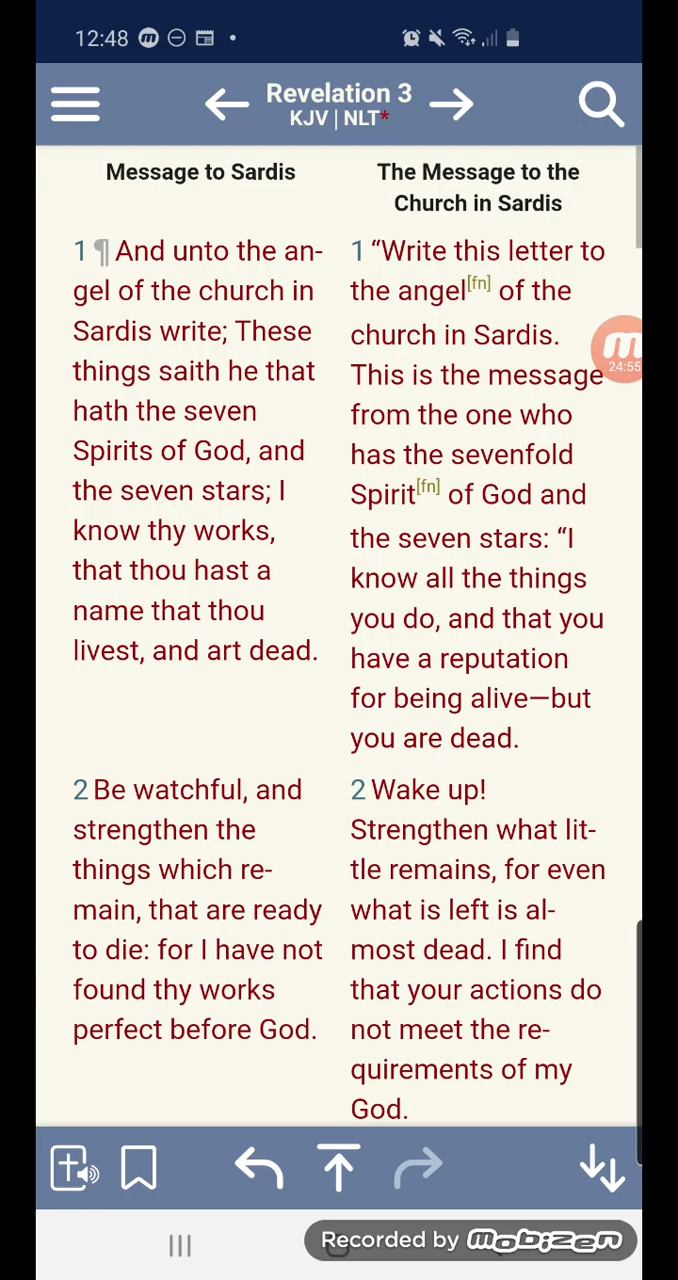 12:48
Revelation 3
KJV | NLT*
Message to Sardis
1 ¶ And unto the an-
gel of the church in
Sardis write; These
things saith he that
hath the seven
Spirits of God, and
the seven stars; I
know thy works,
that thou hast a
name that thou
livest, and art dead.
2 Be watchful, and
strengthen the
things which re-
main, that are ready
to die: for I have not
found thy works
perfect before God.
The Message to the
Church in Sardis
1 “Write this letter to
the angel[fn] of the
church in Sardis.
This is the message
from the one who
has the sevenfold
Spirit[fn] of God and
the seven stars: “I
know all the things
you do, and that you
have a reputation
for being alive—but
you are dead.
2 Wake up!
Strengthen what lit-
tle remains, for even
what is left is al-
most dead. I find
that your actions do
not meet the re-
quirements of my
God.
m
24:55
Recorded by mobizen